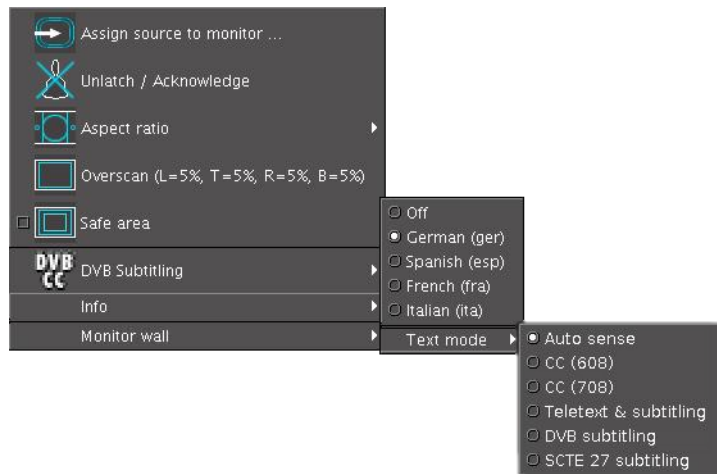 Assign source to monitor ...
Unlatch / Acknowledge
Aspect ratio
Overscan (L=5%, T=5%, R=5%, B=5%)
Safe area
DVB
CC
DVB Subtitling
Info
Monitor wall
Off
German (ger)
Spanish (esp)
French (fra)
Italian (ita)
Text mode
Auto sense
CC (608)
CC (708)
Teletext & subtitling
DVB subtitling
SCTE 27 subtitling